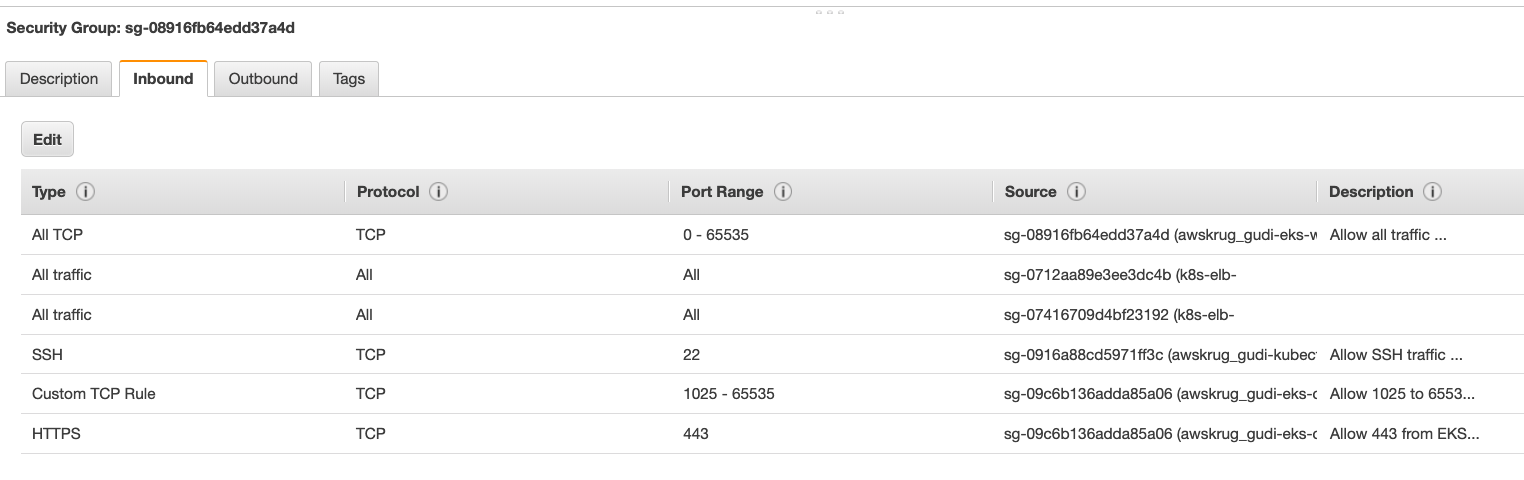 Security Group: sg-08916fb64edd37a4d
Description Inbound Outbound Tags
Edit
Type Protocol Port Range Source Description
All TCP TCP 0 - 65535 sg-08916fb64edd37a4d (awskrug_gudi-eks-w Allow all traffic ...
All traffic All All sg-0712aa89e3ee3dc4b (k8s-elb-
All traffic All All sg-07416709d4bf23192 (k8s-elb-
SSH TCP 22 sg-0916a88cd5971ff3c (awskrug_gudi-kubec Allow SSH traffic ...
Custom TCP Rule TCP 1025 - 65535 sg-09c6b136adda85a06 (awskrug_gudi-eks-c Allow 1025 to 6553...
HTTPS TCP 443 sg-09c6b136adda85a06 (awskrug_gudi-eks-c Allow 443 from EKS...